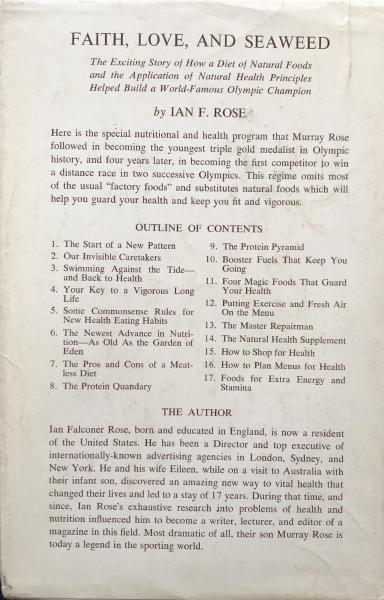 FAITH, LOVE, AND SEAWEED
The Exciting Story of How a Diet of Natural Foods
and the Application of Natural Health Principles
Helped Build a World-Famous Olympic Champion
by IAN F. ROSE
Here is the special nutritional and health program that Murray Rose
followed in becoming the youngest triple gold medalist in Olympic
history, and four years later, in becoming the first competitor to win
a distance race in two successive Olympics. This régime omits most
of the usual "factory foods" and substitutes natural foods which will
help you guard your health and keep you fit and vigorous.
OUTLINE OF CONTENTS
1. The Start of a New Pattern
2. Our Invisible Caretakers
3. Swimming Against the Tide—
and Back to Health
4. Your Key to a Vigorous Long
Life
5. Some Commonsense Rules for
New Health Eating Habits
6. The Newest Advance in Nutri-
tion—As Old As the Garden of
Eden
7. The Pros and Cons of a Meat-
less Diet
8. The Protein Quandary
9. The Protein Pyramid
10. Booster Fuels That Keep You
Going
11. Four Magic Foods That Guard
Your Health
12. Putting Exercise and Fresh Air
On the Menu
13. The Master Repairman
14. The Natural Health Supplement
15. How to Shop for Health
16. How to Plan Menus for Health
17. Foods for Extra Energy and
Stamina
THE AUTHOR
Ian Falconer Rose, born and educated in England, is now a resident
of the United States. He has been a Director and top executive of
internationally-known advertising agencies in London, Sydney, and
New York. He and his wife Eileen, while on a visit to Australia with
their infant son, discovered an amazing new way to vital health that
changed their lives and led to a stay of 17 years. During that time, and
since, Ian Rose's exhaustive research into problems of health and
nutrition influenced him to become a writer, lecturer, and editor of a
magazine in this field. Most dramatic of all, their son Murray Rose is
today a legend in the sporting world.